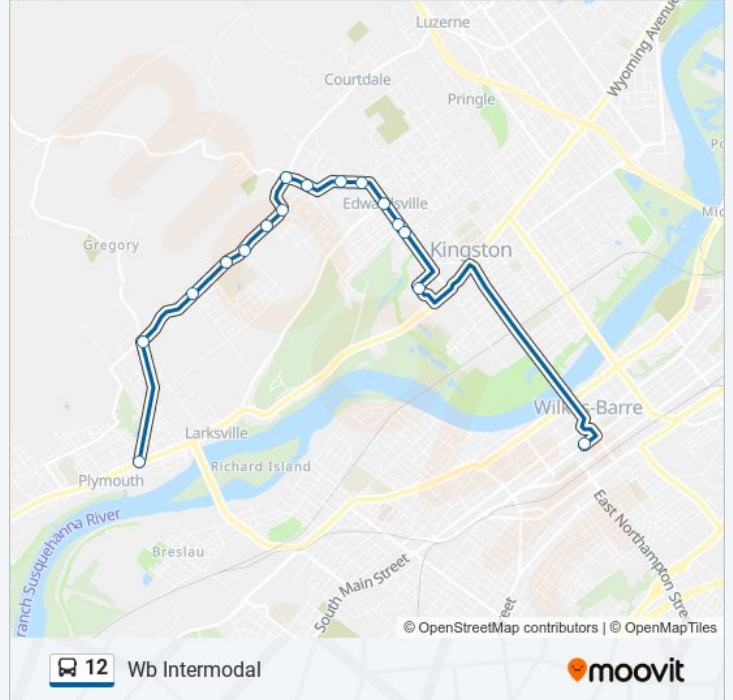 Luzerne
Wyoming Avenue
Courtdale
Pringle
Edwardsville
Gregory
Kingston
Wilkes-Barre
Larksville
Richard Island
Plymouth
ranch Susquehanna River
Breslau
South Main Street
East Northampton Stre
© OpenStreetMap contributors | © OpenMapTiles
12 Wb Intermodal
moovit